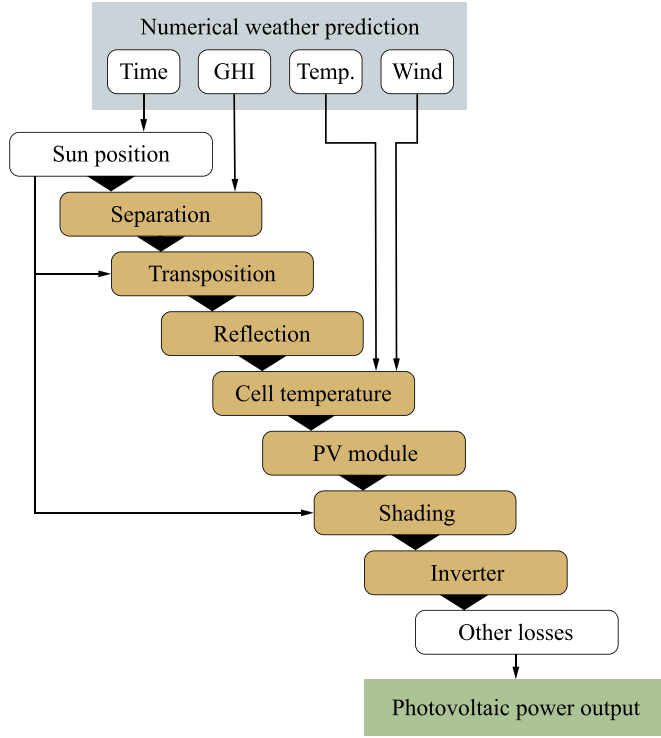 Numerical weather prediction
Time GHI Temp. Wind
Sun position
Separation
Transposition
Reflection
Cell temperature
PV module
Shading
Inverter
Other losses
Photovoltaic power output